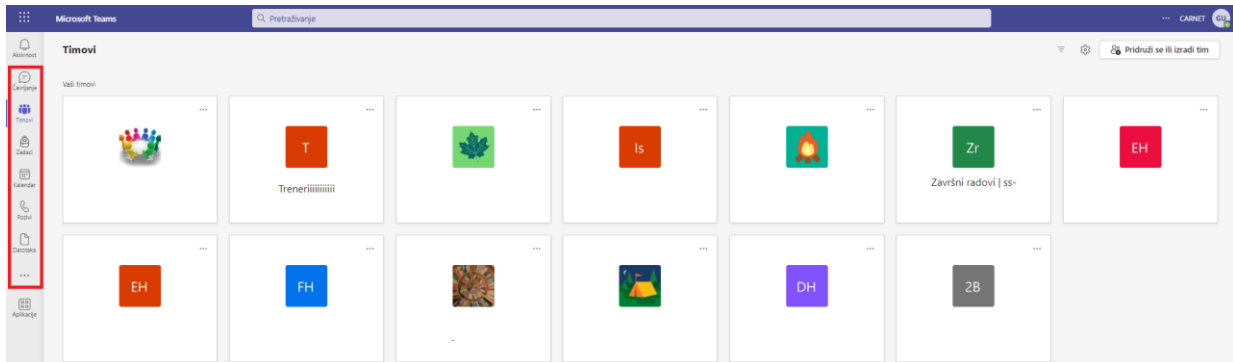 Microsoft Teams
Pretraživanje
CARNET
GU
Aktivnost
Timovi
Pridruži se ili izradi tim
Čavrljanje
Vaši timovi
Timovi
Zadaci
Kalendar
Pozivi
Datoteke
Aplikacije
T
Is
Zr
EH
Treneriiiiiiiiiii
Završni radovi | ss-
EH
FH
DH
2B